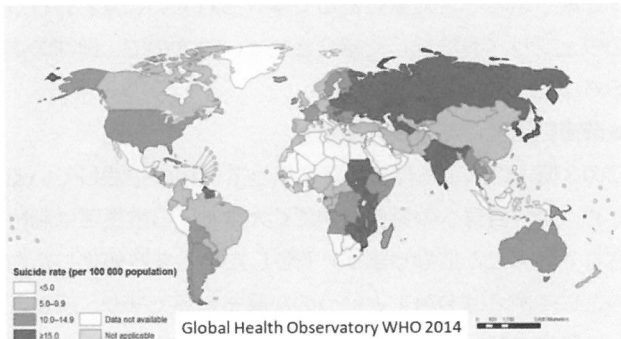 Suicide rate (per 100 000 population)
<5.0
5.0–9.9
10.0–14.9
≥15.0
Data not available
Not applicable
Global Health Observatory WHO 2014